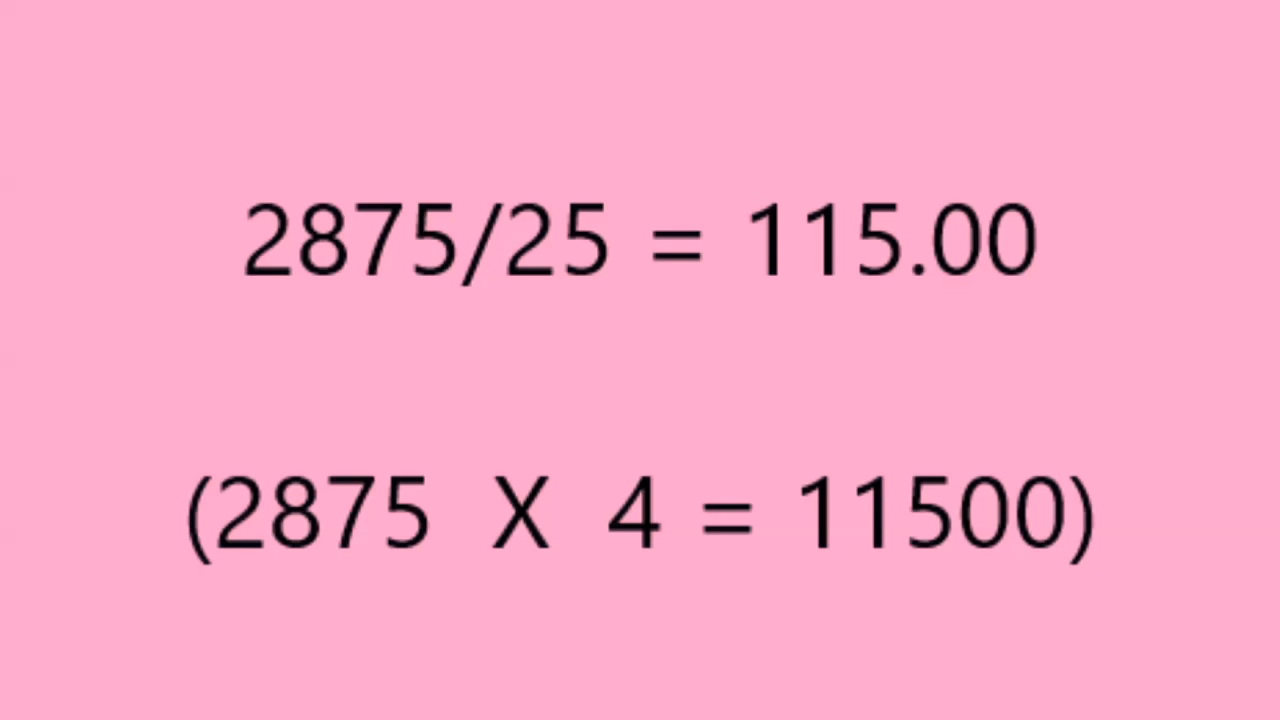 2875/25 = 115.00
(2875 X 4 = 11500)